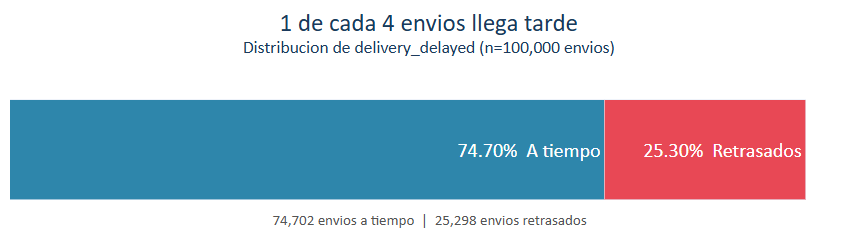 1 de cada 4 envios llega tarde
Distribucion de delivery_delayed (n=100,000 envios)
74.70% A tiempo
25.30% Retrasados
74,702 envios a tiempo | 25,298 envios retrasados